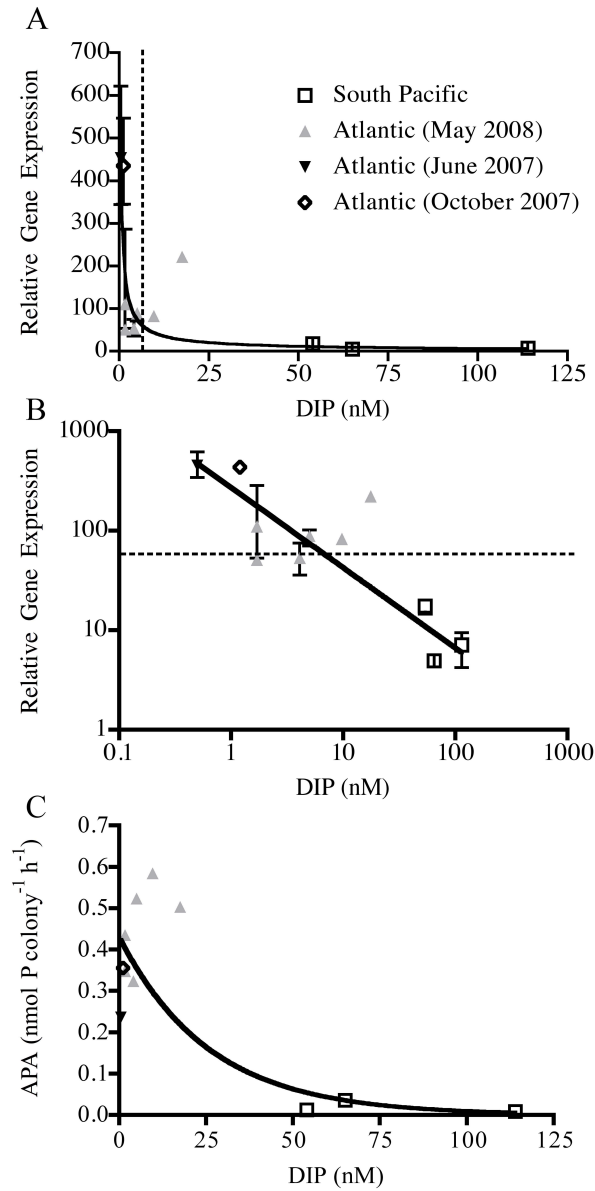 A
700
600
500
400
300
200
100
0
Relative Gene Expression
South Pacific
Atlantic (May 2008)
Atlantic (June 2007)
Atlantic (October 2007)
0 25 50 75 100 125
DIP (nM)
B
1000
100
10
1
Relative Gene Expression
0.1 1 10 100 1000
DIP (nM)
C
0.7
0.6
0.5
0.4
0.3
0.2
0.1
0.0
APA (nmol P colony⁻¹ h⁻¹)
0 25 50 75 100 125
DIP (nM)